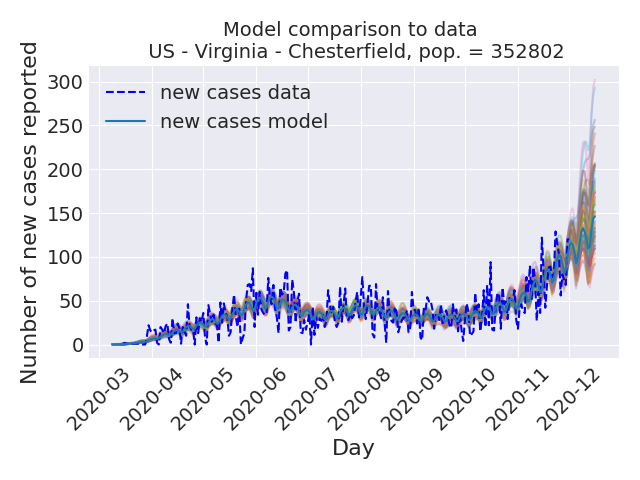 Model comparison to data
US - Virginia - Chesterfield, pop. = 352802
Number of new cases reported
300
250
200
150
100
50
0
new cases data
new cases model
2020-03
2020-04
2020-05
2020-06
2020-07
2020-08
2020-09
2020-10
2020-11
2020-12
Day